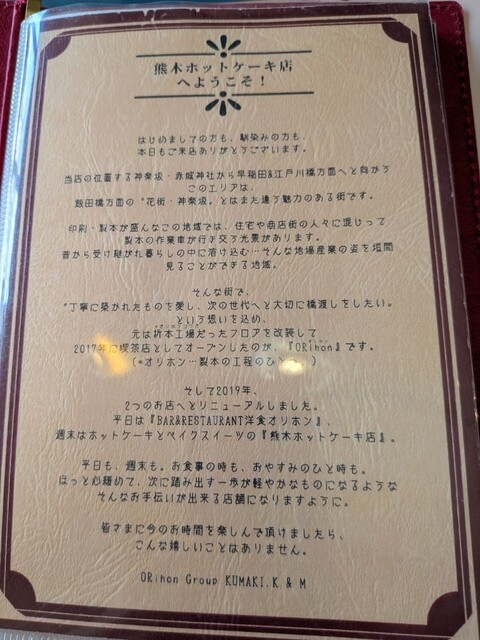 熊木ホットケーキ店
へようこそ！
はじめましての方も、馴染みの方も、
本日もご来店ありがとうございます。
当店の位置する神楽坂・赤城神社から早稲田&江戸川橋方面へと向かう
このエリアは、
飯田橋方面の〝花街・神楽坂〟とはまた違う魅力のある街です。
印刷・製本が盛んなこの地域では、住宅や商店街の人々に混じって
製本の作業車が行き交う光景があります。
昔から受け継がれ暮らしの中に溶け込む…そんな地場産業の姿を垣間
見ることができる地域。
そんな街で、
〝丁寧に築かれたものを愛し、次の世代へと大切に橋渡しをしたい〟
という想いを込め、
元は折本工場だったフロアを改装して
2017年に喫茶店としてオープンしたのが、『ORihon』です。
(*オリホン…製本の工程のひ )
そして2019年、
2つのお店へとリニューアルしました。
平日は『BAR&RESTAURANT洋食オリホン』、
週末はホットケーキとベイクスイーツの『熊木ホットケーキ店』。
平日も、週末も。お食事の時も、おやすみのひと時も。
ほっと心緩めて、次に踏み出す一歩が軽やかなものになるような
そんなお手伝いが出来る店舗になりますように。
皆さまに今のお時間を楽しんで頂けましたら、
こんな嬉しいことはありません。
ORihon Group KUMAKI.K & M